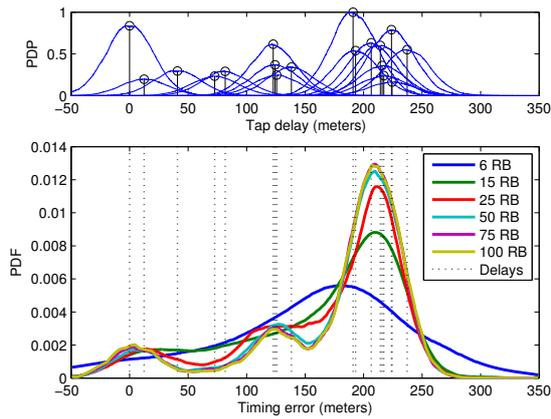 1
0.5
0
PDP
−50 0 50 100 150 200 250 300 350
Tap delay (meters)
0.014
0.012
0.01
0.008
0.006
0.004
0.002
0
PDF
6 RB
15 RB
25 RB
50 RB
75 RB
100 RB
Delays
−50 0 50 100 150 200 250 300 350
Timing error (meters)